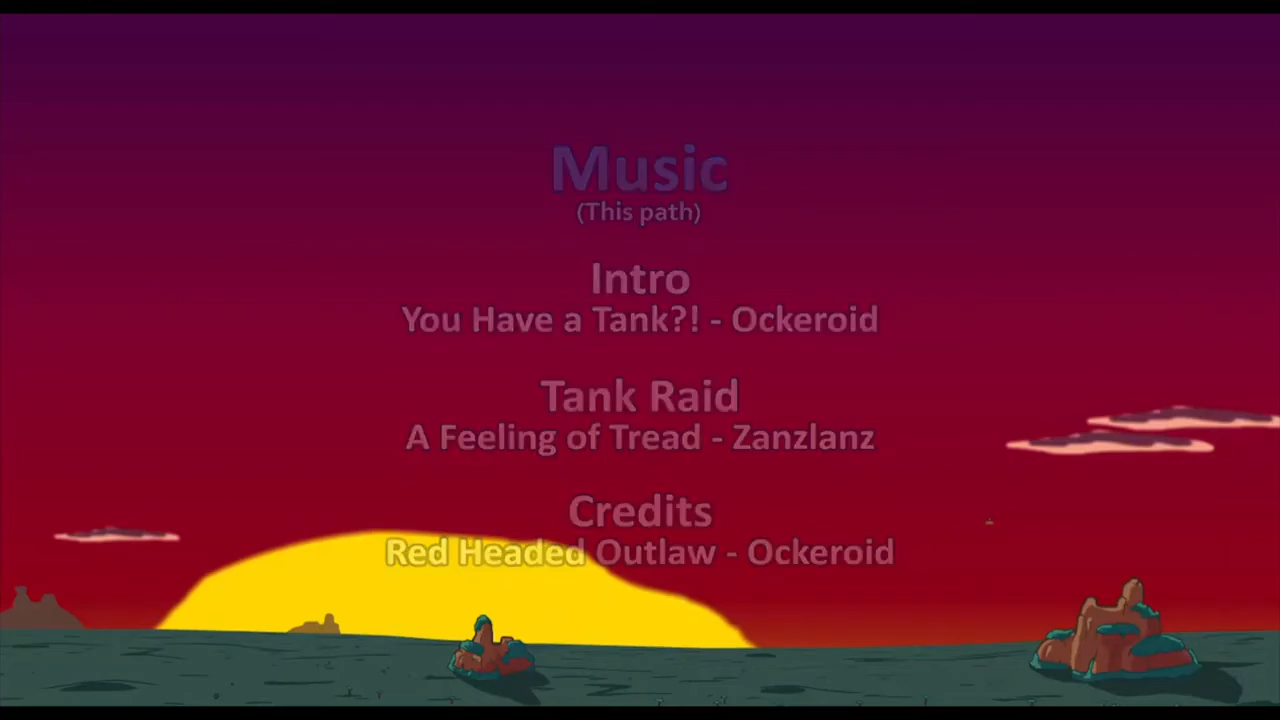 Music
(This path)
Intro
You Have a Tank?! - Ockeroid
Tank Raid
A Feeling of Tread - Zanzlanz
Credits
Red Headed Outlaw - Ockeroid